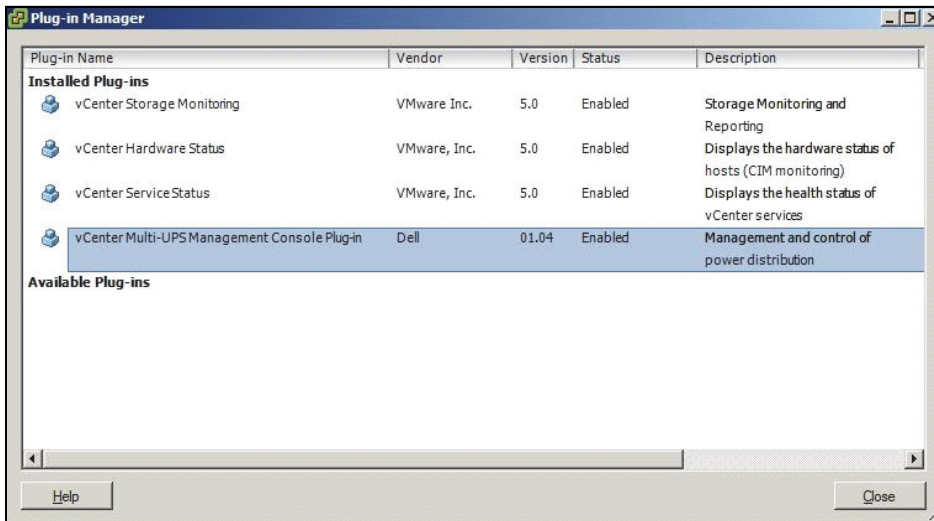 Plug-in Manager
Plug-in Name Vendor Version Status Description
Installed Plug-ins
vCenter Storage Monitoring VMware Inc. 5.0 Enabled Storage Monitoring and
Reporting
vCenter Hardware Status VMware, Inc. 5.0 Enabled Displays the hardware status of
hosts (CIM monitoring)
vCenter Service Status VMware, Inc. 5.0 Enabled Displays the health status of
vCenter services
vCenter Multi-UPS Management Console Plug-in Dell 01.04 Enabled Management and control of
power distribution
Available Plug-ins
Help Close